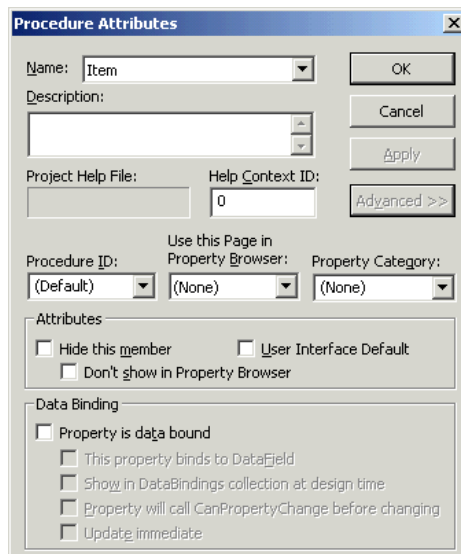 Procedure Attributes
Name: Item
OK
Description:
Cancel
Apply
Project Help File: Help Context ID:
0
Advanced >>
Procedure ID: Use this Page in Property Browser: Property Category:
(Default) (None) (None)
Attributes
Hide this member User Interface Default
Don't show in Property Browser
Data Binding
Property is data bound
This property binds to DataField
Show in DataBindings collection at design time
Property will call CanPropertyChange before changing
Update immediate